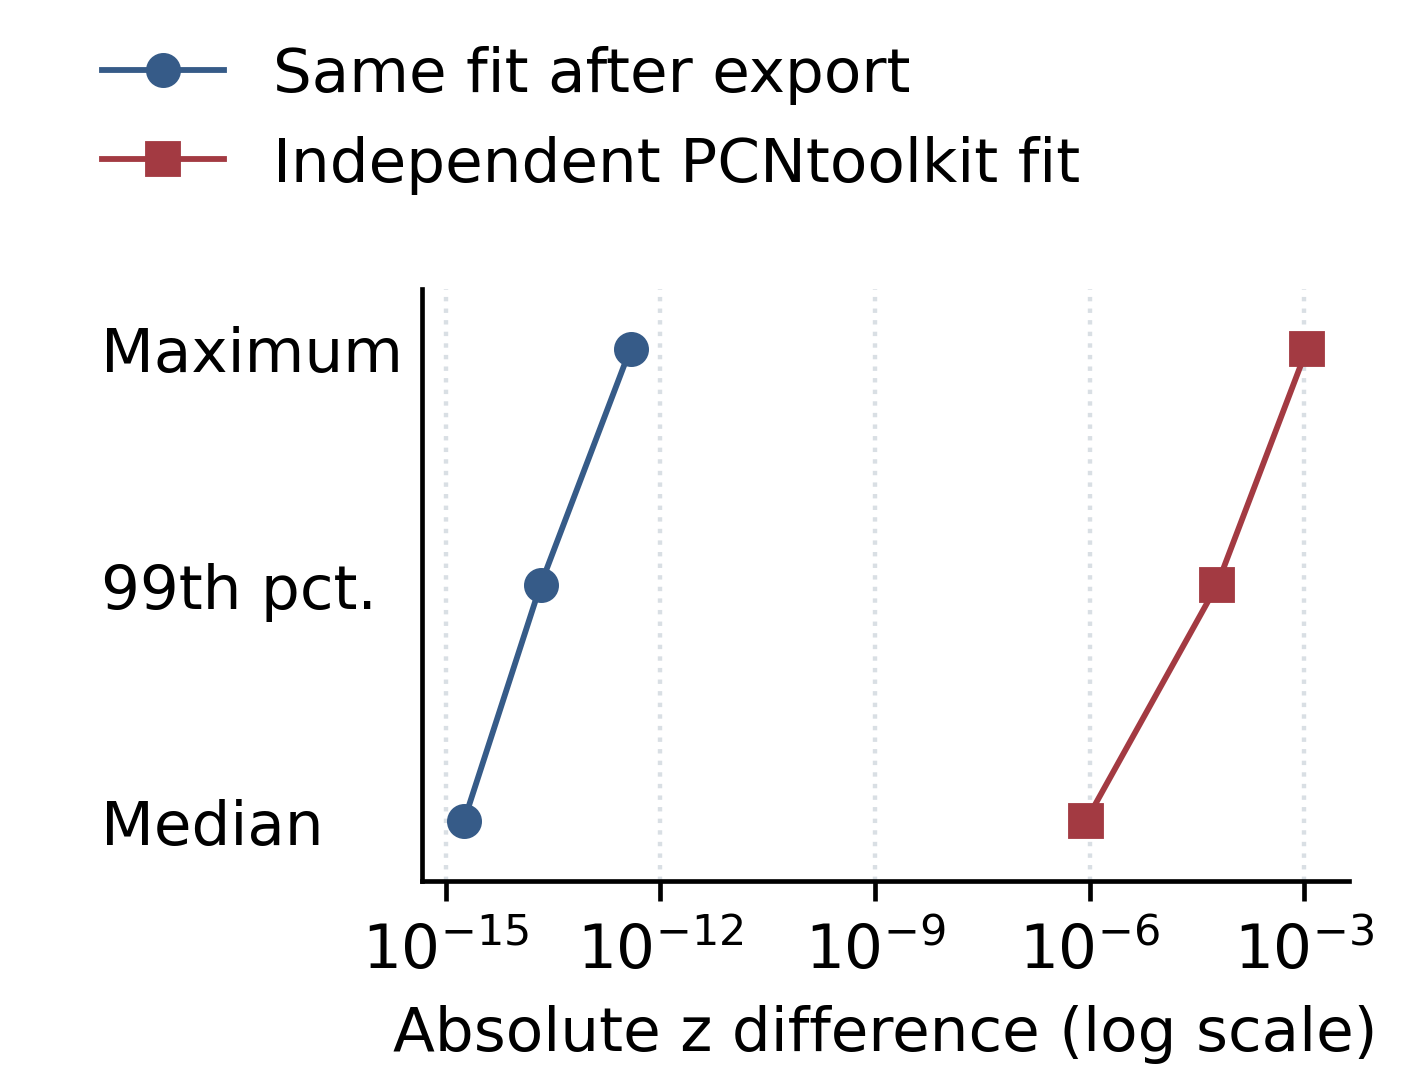 Same fit after export
Independent PCNtoolkit fit
Maximum
99th pct.
Median
10⁻¹⁵ 10⁻¹² 10⁻⁹ 10⁻⁶ 10⁻³
Absolute z difference (log scale)